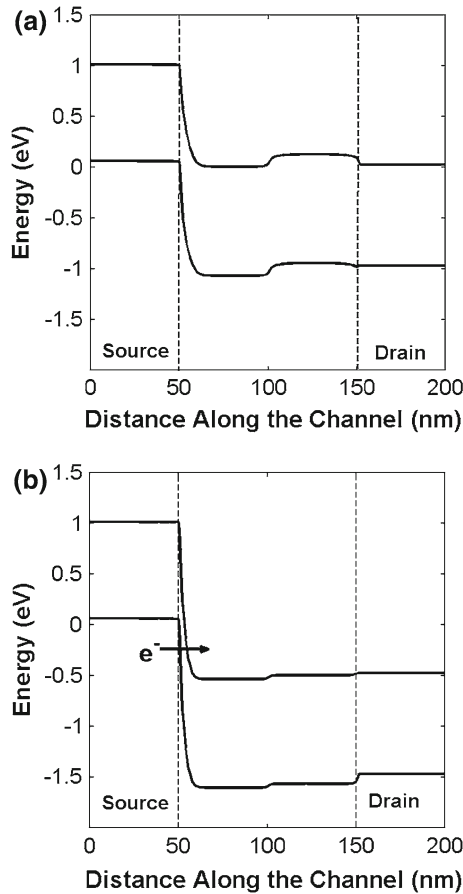 (a)
1.5
1
0.5
0
-0.5
-1
-1.5
Energy (eV)
Source
Drain
0 50 100 150 200
Distance Along the Channel (nm)
(b)
1.5
1
0.5
0
-0.5
-1
-1.5
Energy (eV)
e-
Source
Drain
0 50 100 150 200
Distance Along the Channel (nm)